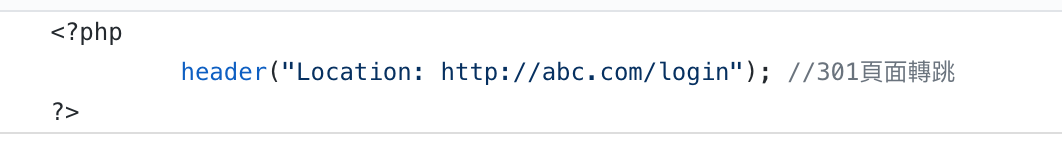 <?php
header("Location: http://abc.com/login"); //301頁面轉跳
?>